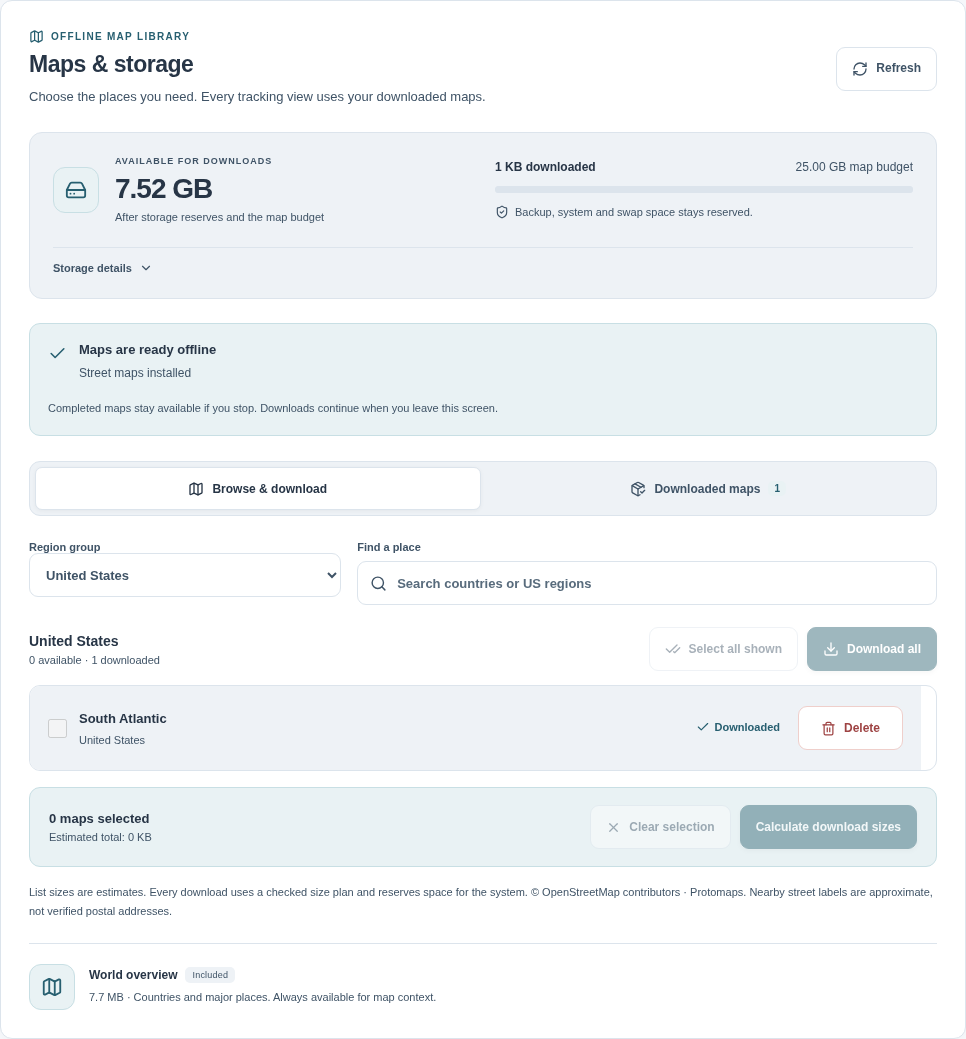 OFFLINE MAP LIBRARY
Maps & storage
Choose the places you need. Every tracking view uses your downloaded maps.
Refresh
AVAILABLE FOR DOWNLOADS
7.52 GB
After storage reserves and the map budget
1 KB downloaded
25.00 GB map budget
Backup, system and swap space stays reserved.
Storage details
Maps are ready offline
Street maps installed
Completed maps stay available if you stop. Downloads continue when you leave this screen.
Browse & download
Downloaded maps 1
Region group
United States
Find a place
Search countries or US regions
United States
0 available · 1 downloaded
Select all shown
Download all
South Atlantic
United States
Downloaded
Delete
0 maps selected
Estimated total: 0 KB
Clear selection
Calculate download sizes
List sizes are estimates. Every download uses a checked size plan and reserves space for the system. © OpenStreetMap contributors · Protomaps. Nearby street labels are approximate,
not verified postal addresses.
World overview Included
7.7 MB · Countries and major places. Always available for map context.